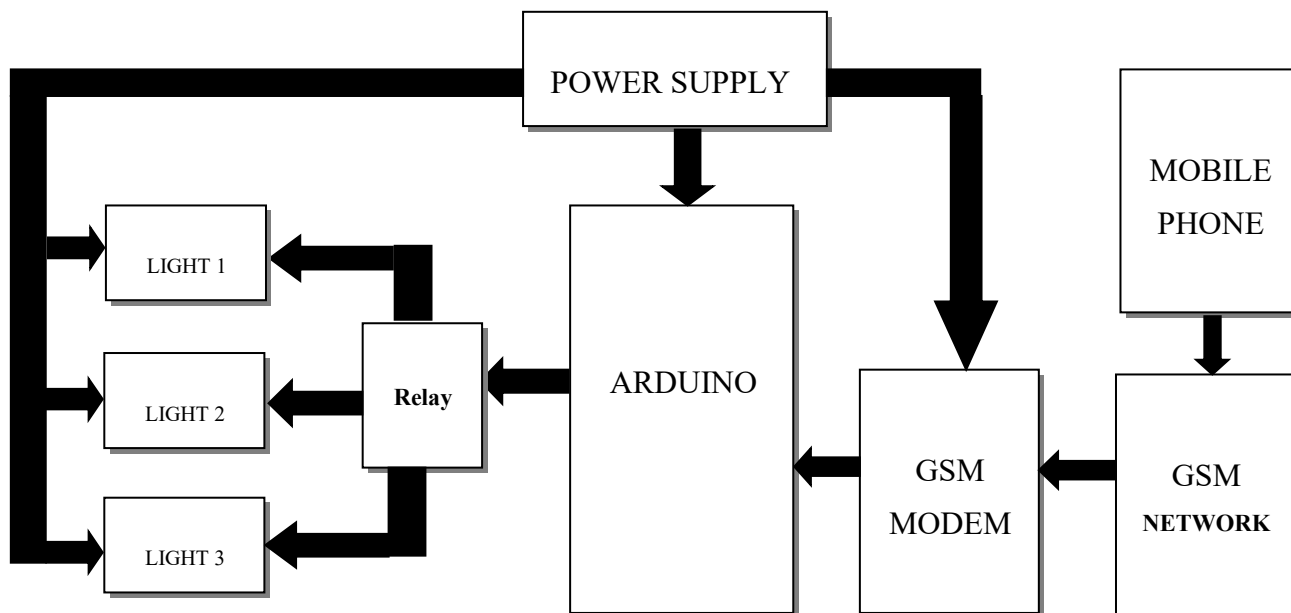 POWER SUPPLY
MOBILE
PHONE
LIGHT 1
LIGHT 2
LIGHT 3
Relay
ARDUINO
GSM
MODEM
GSM
NETWORK